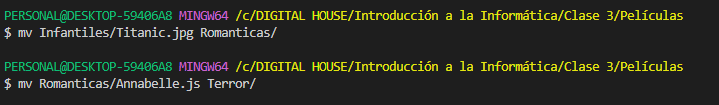 PERSONAL@DESKTOP-59406A8 MINGW64 /c/DIGITAL HOUSE/Introducción a la Informática/Clase 3/Películas
$ mv Infantiles/Titanic.jpg Romanticas/
PERSONAL@DESKTOP-59406A8 MINGW64 /c/DIGITAL HOUSE/Introducción a la Informática/Clase 3/Películas
$ mv Romanticas/Annabelle.js Terror/